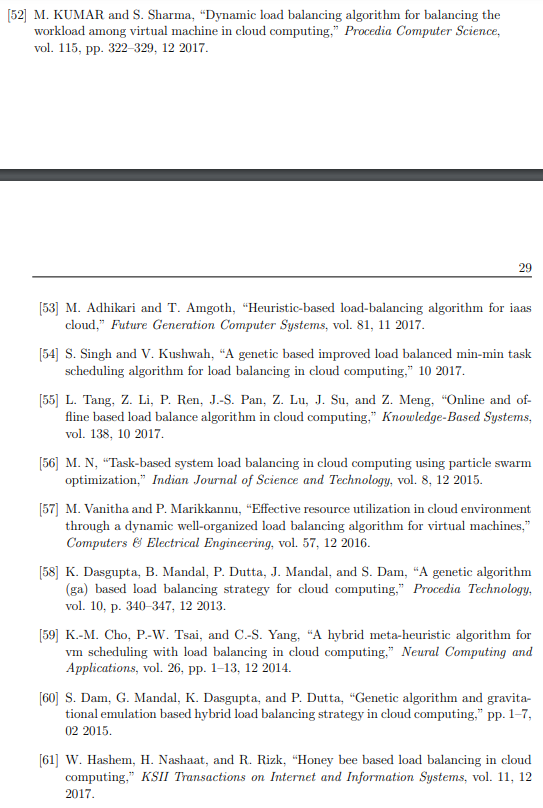 [52] M. KUMAR and S. Sharma, “Dynamic load balancing algorithm for balancing the
workload among virtual machine in cloud computing,” Procedia Computer Science,
vol. 115, pp. 322–329, 12 2017.
29
[53] M. Adhikari and T. Amgoth, “Heuristic-based load-balancing algorithm for iaas
cloud,” Future Generation Computer Systems, vol. 81, 11 2017.
[54] S. Singh and V. Kushwah, “A genetic based improved load balanced min-min task
scheduling algorithm for load balancing in cloud computing,” 10 2017.
[55] L. Tang, Z. Li, P. Ren, J.-S. Pan, Z. Lu, J. Su, and Z. Meng, “Online and of-
fline based load balance algorithm in cloud computing,” Knowledge-Based Systems,
vol. 138, 10 2017.
[56] M. N, “Task-based system load balancing in cloud computing using particle swarm
optimization,” Indian Journal of Science and Technology, vol. 8, 12 2015.
[57] M. Vanitha and P. Marikkannu, “Effective resource utilization in cloud environment
through a dynamic well-organized load balancing algorithm for virtual machines,”
Computers & Electrical Engineering, vol. 57, 12 2016.
[58] K. Dasgupta, B. Mandal, P. Dutta, J. Mandal, and S. Dam, “A genetic algorithm
(ga) based load balancing strategy for cloud computing,” Procedia Technology,
vol. 10, p. 340–347, 12 2013.
[59] K.-M. Cho, P.-W. Tsai, and C.-S. Yang, “A hybrid meta-heuristic algorithm for
vm scheduling with load balancing in cloud computing,” Neural Computing and
Applications, vol. 26, pp. 1–13, 12 2014.
[60] S. Dam, G. Mandal, K. Dasgupta, and P. Dutta, “Genetic algorithm and gravita-
tional emulation based hybrid load balancing strategy in cloud computing,” pp. 1–7,
02 2015.
[61] W. Hashem, H. Nashaat, and R. Rizk, “Honey bee based load balancing in cloud
computing,” KSII Transactions on Internet and Information Systems, vol. 11, 12
2017.